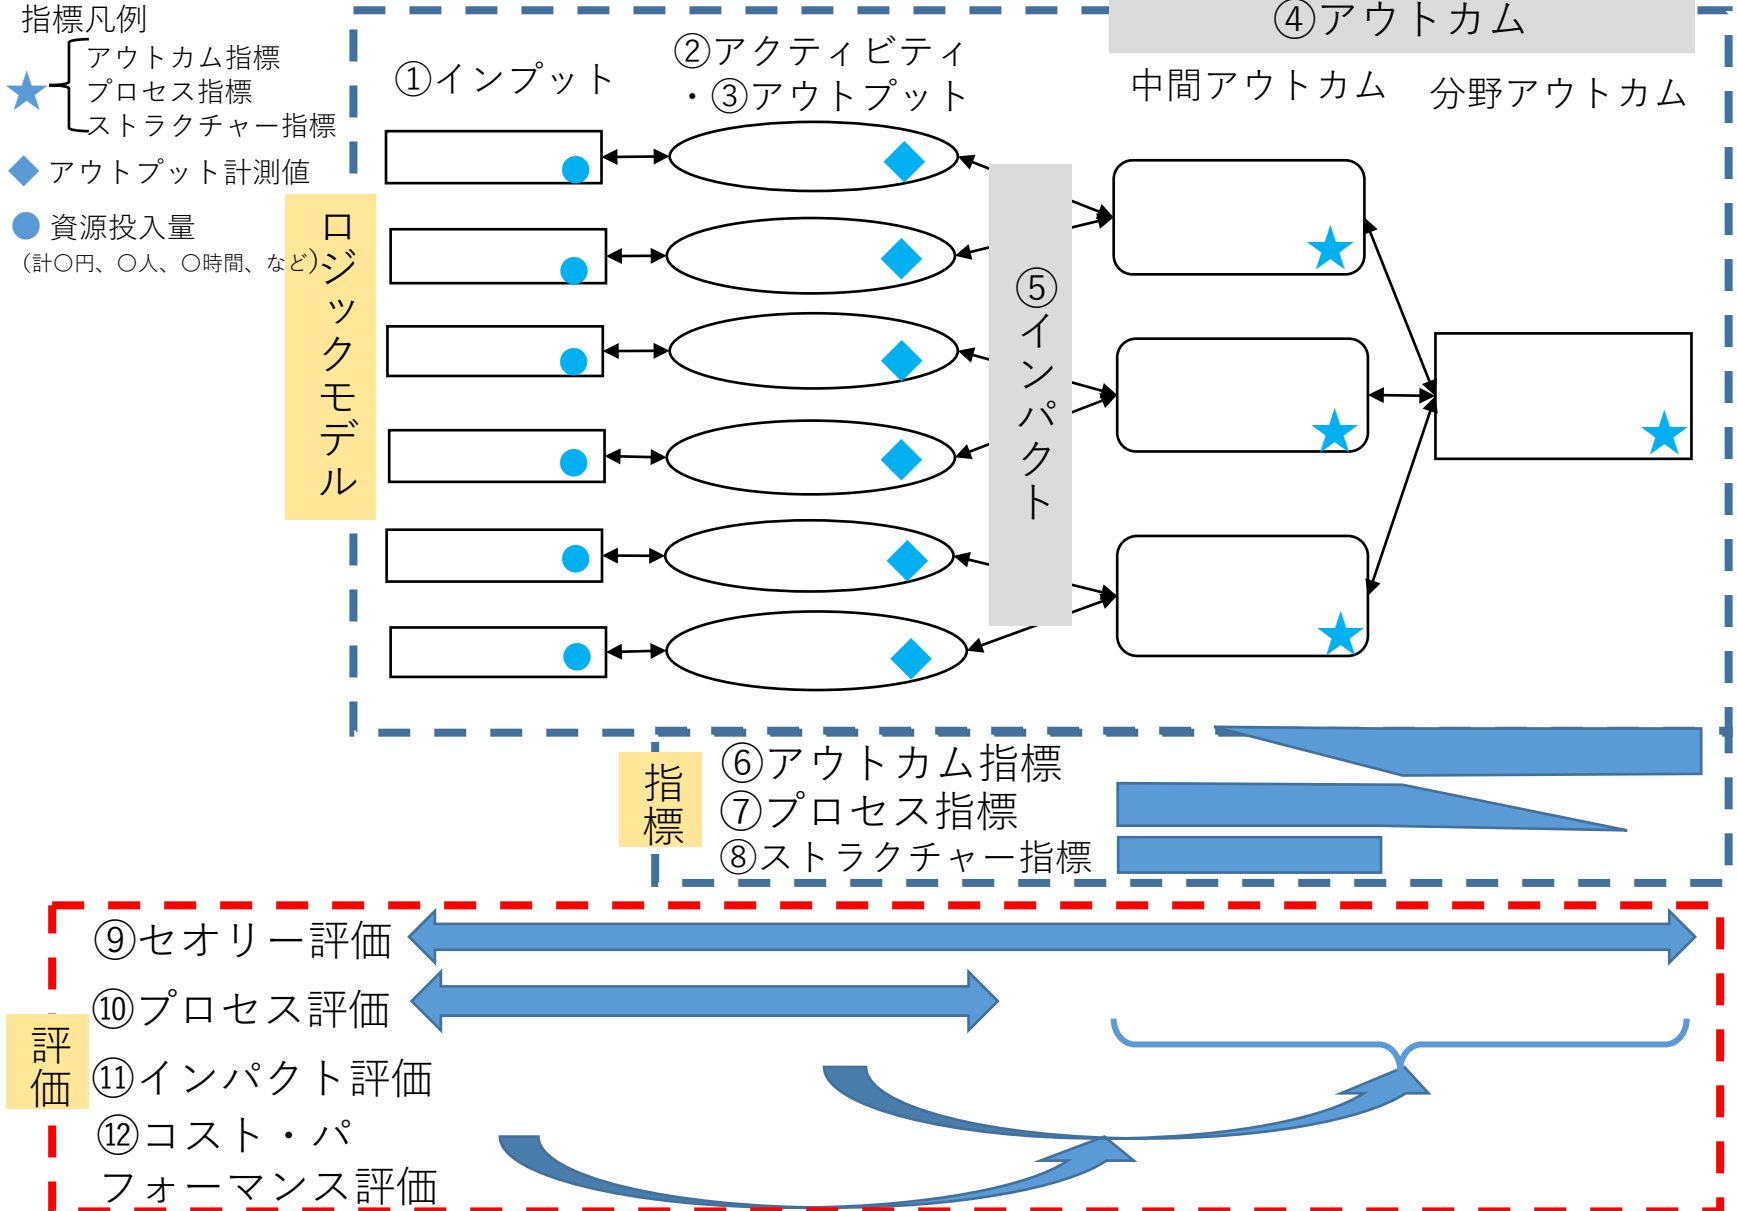 指標凡例
アウトカム指標
プロセス指標
ストラクチャー指標
アウトプット計測値
資源投入量
(計〇円、〇人、〇時間、など)
ロジックモデル
①インプット
②アクティビティ
・③アウトプット
④アウトカム
中間アウトカム
分野アウトカム
⑤インパクト
指標
⑥アウトカム指標
⑦プロセス指標
⑧ストラクチャー指標
評価
⑨セオリー評価
⑩プロセス評価
⑪インパクト評価
⑫コスト・パ
フォーマンス評価